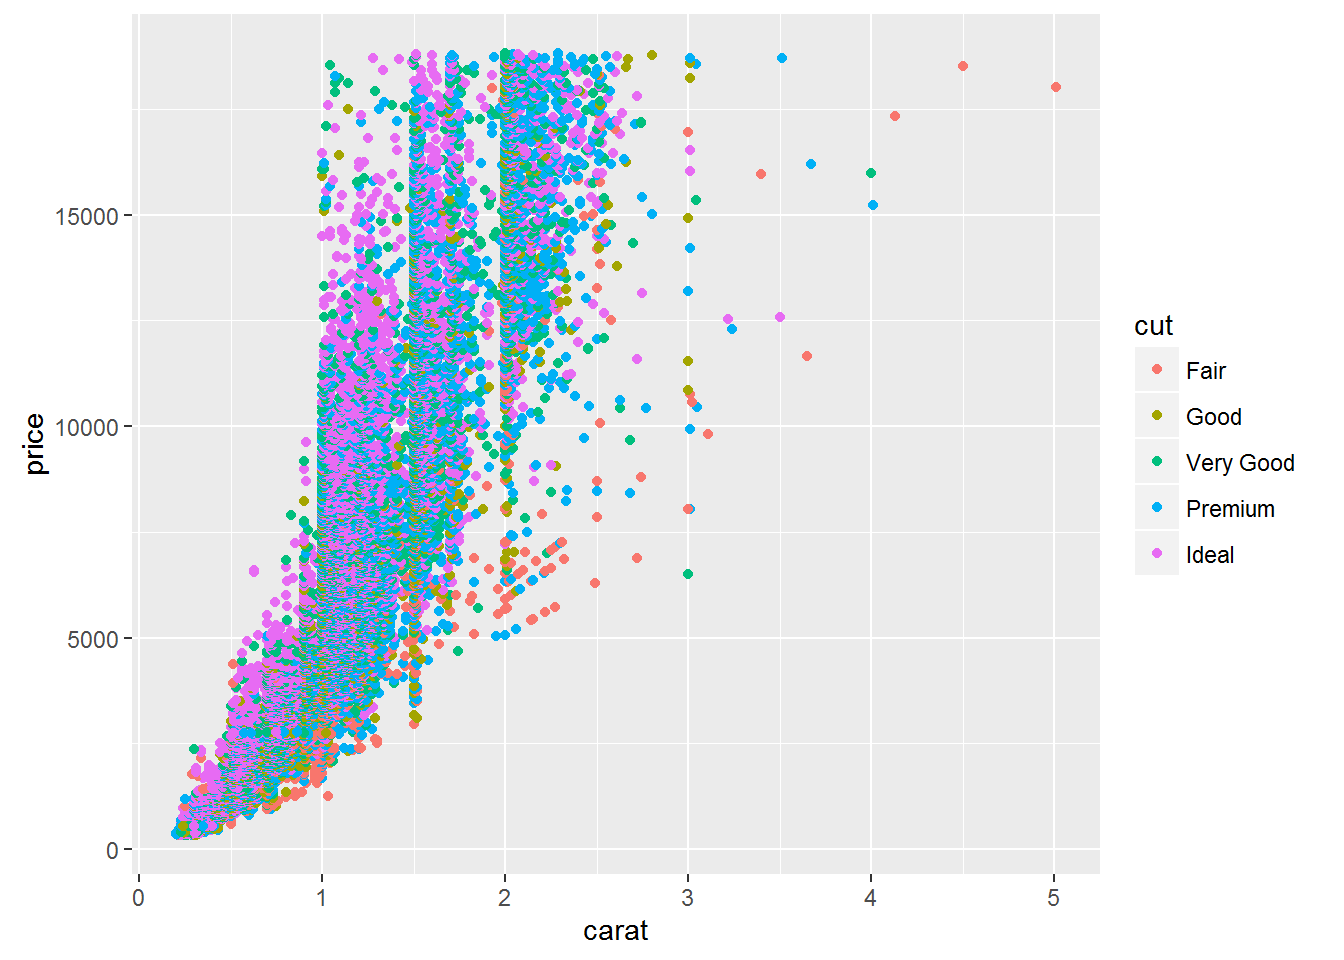 15000
10000
5000
0
price
0 1 2 3 4 5
carat
cut
Fair
Good
Very Good
Premium
Ideal